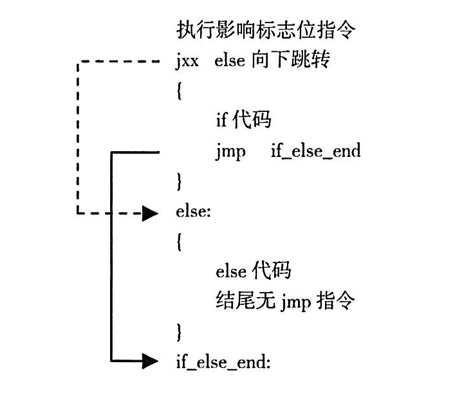 执行影响标志位指令
jxx else 向下跳转
{
if 代码
jmp if_else_end
}
else:
{
else 代码
结尾无 jmp 指令
}
if_else_end: